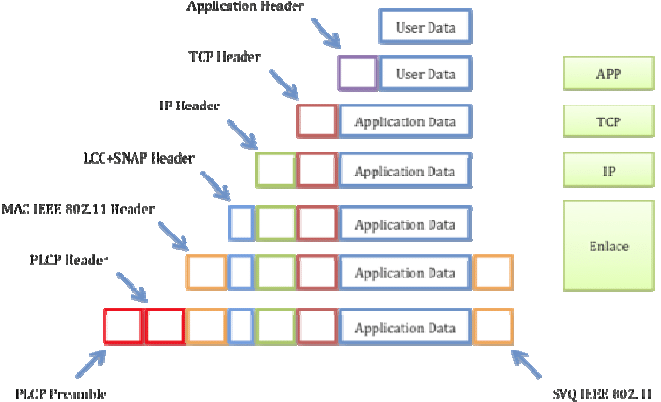 Application Header
User Data
TCP Header
User Data
APP
IP Header
Application Data
TCP
LCC+SNAP Header
Application Data
IP
MAC IEEE 802.11 Header
Application Data
Enlace
PLCP Header
Application Data
Application Data
PLCP Preamble
SVQ IEEE 802.11